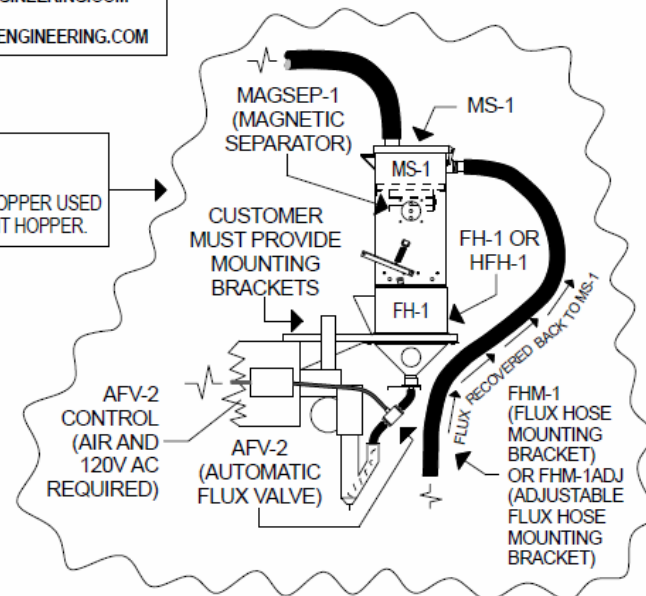 ENGINEERING.COM
MAGSEP-1
(MAGNETIC
SEPARATOR)
MS-1
MS-1
OPPER USED
T HOPPER.
CUSTOMER
MUST PROVIDE
MOUNTING
BRACKETS
FH-1 OR
HFH-1
FH-1
FLUX RECOVERED BACK TO MS-1
AFV-2
CONTROL
(AIR AND
120V AC
REQUIRED)
AFV-2
(AUTOMATIC
FLUX VALVE)
FHM-1
(FLUX HOSE
MOUNTING
BRACKET)
OR FHM-1ADJ
(ADJUSTABLE
FLUX HOSE
MOUNTING
BRACKET)